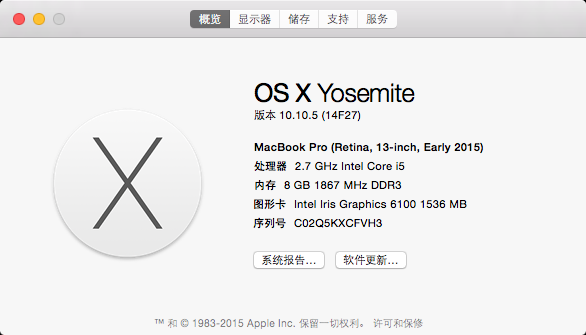 概览 显示器 储存 支持 服务
OS X Yosemite
版本 10.10.5 (14F27)
MacBook Pro (Retina, 13-inch, Early 2015)
处理器 2.7 GHz Intel Core i5
内存 8 GB 1867 MHz DDR3
图形卡 Intel Iris Graphics 6100 1536 MB
序列号 C02Q5KXCFVH3
系统报告... 软件更新...
™ 和 © 1983-2015 Apple Inc. 保留一切权利。 许可和保修